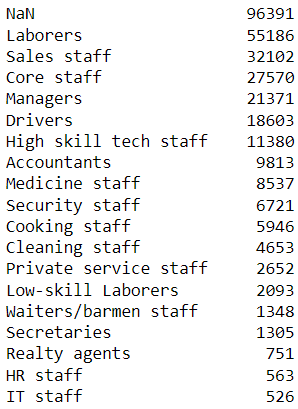 NaN 96391
Laborers 55186
Sales staff 32102
Core staff 27570
Managers 21371
Drivers 18603
High skill tech staff 11380
Accountants 9813
Medicine staff 8537
Security staff 6721
Cooking staff 5946
Cleaning staff 4653
Private service staff 2652
Low-skill Laborers 2093
Waiters/barmen staff 1348
Secretaries 1305
Realty agents 751
HR staff 563
IT staff 526